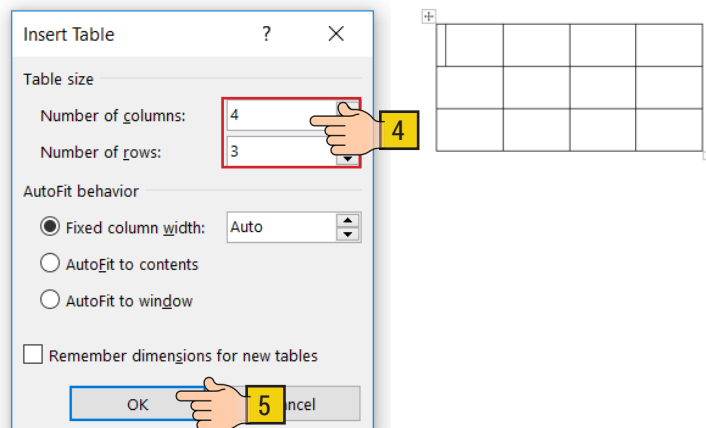 Insert Table ?
Table size
Number of columns: 4
4
Number of rows: 3
AutoFit behavior
Fixed column width: Auto
AutoFit to contents
AutoFit to window
Remember dimensions for new tables
OK
5
ncel